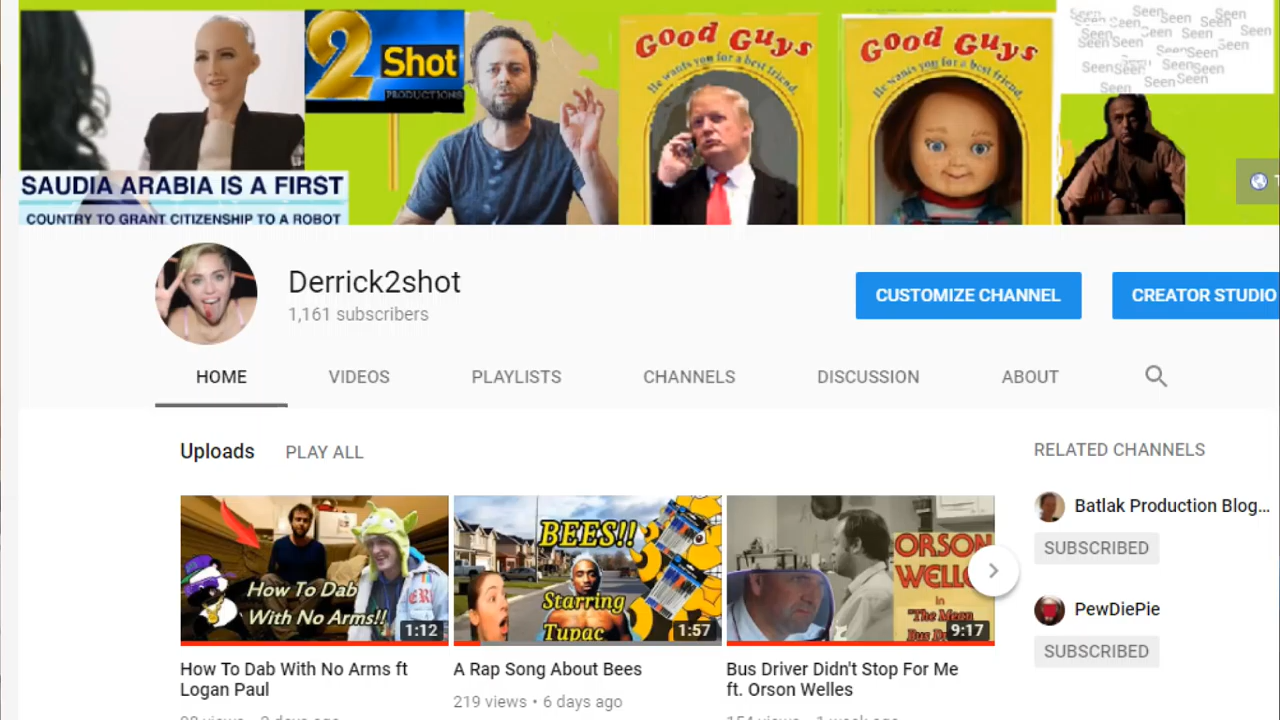 Seen Seen Seen Seen Seen
Seen Seen Seen Seen
Seen Seen Seen Seen
Seen Seen Seen Seen
Seen Seen Seen Seen
2 Shot
PRODUCTIONS
Good Guys
He wants you for a best friend.
Good Guys
He wants you for a best friend.
SAUDIA ARABIA IS A FIRST
COUNTRY TO GRANT CITIZENSHIP TO A ROBOT
Derrick2shot
1,161 subscribers
CUSTOMIZE CHANNEL
CREATOR STUDIO
HOME
VIDEOS
PLAYLISTS
CHANNELS
DISCUSSION
ABOUT
Uploads
PLAY ALL
RELATED CHANNELS
How To Dab
With No Arms!!
1:12
BEES!!
Starring
Tupac
1:57
ORSON
WELLES
in
"The Mean
Bus
9:17
Batlak Production Blog...
SUBSCRIBED
PewDiePie
SUBSCRIBED
How To Dab With No Arms ft
Logan Paul
A Rap Song About Bees
219 views • 6 days ago
Bus Driver Didn't Stop For Me
ft. Orson Welles